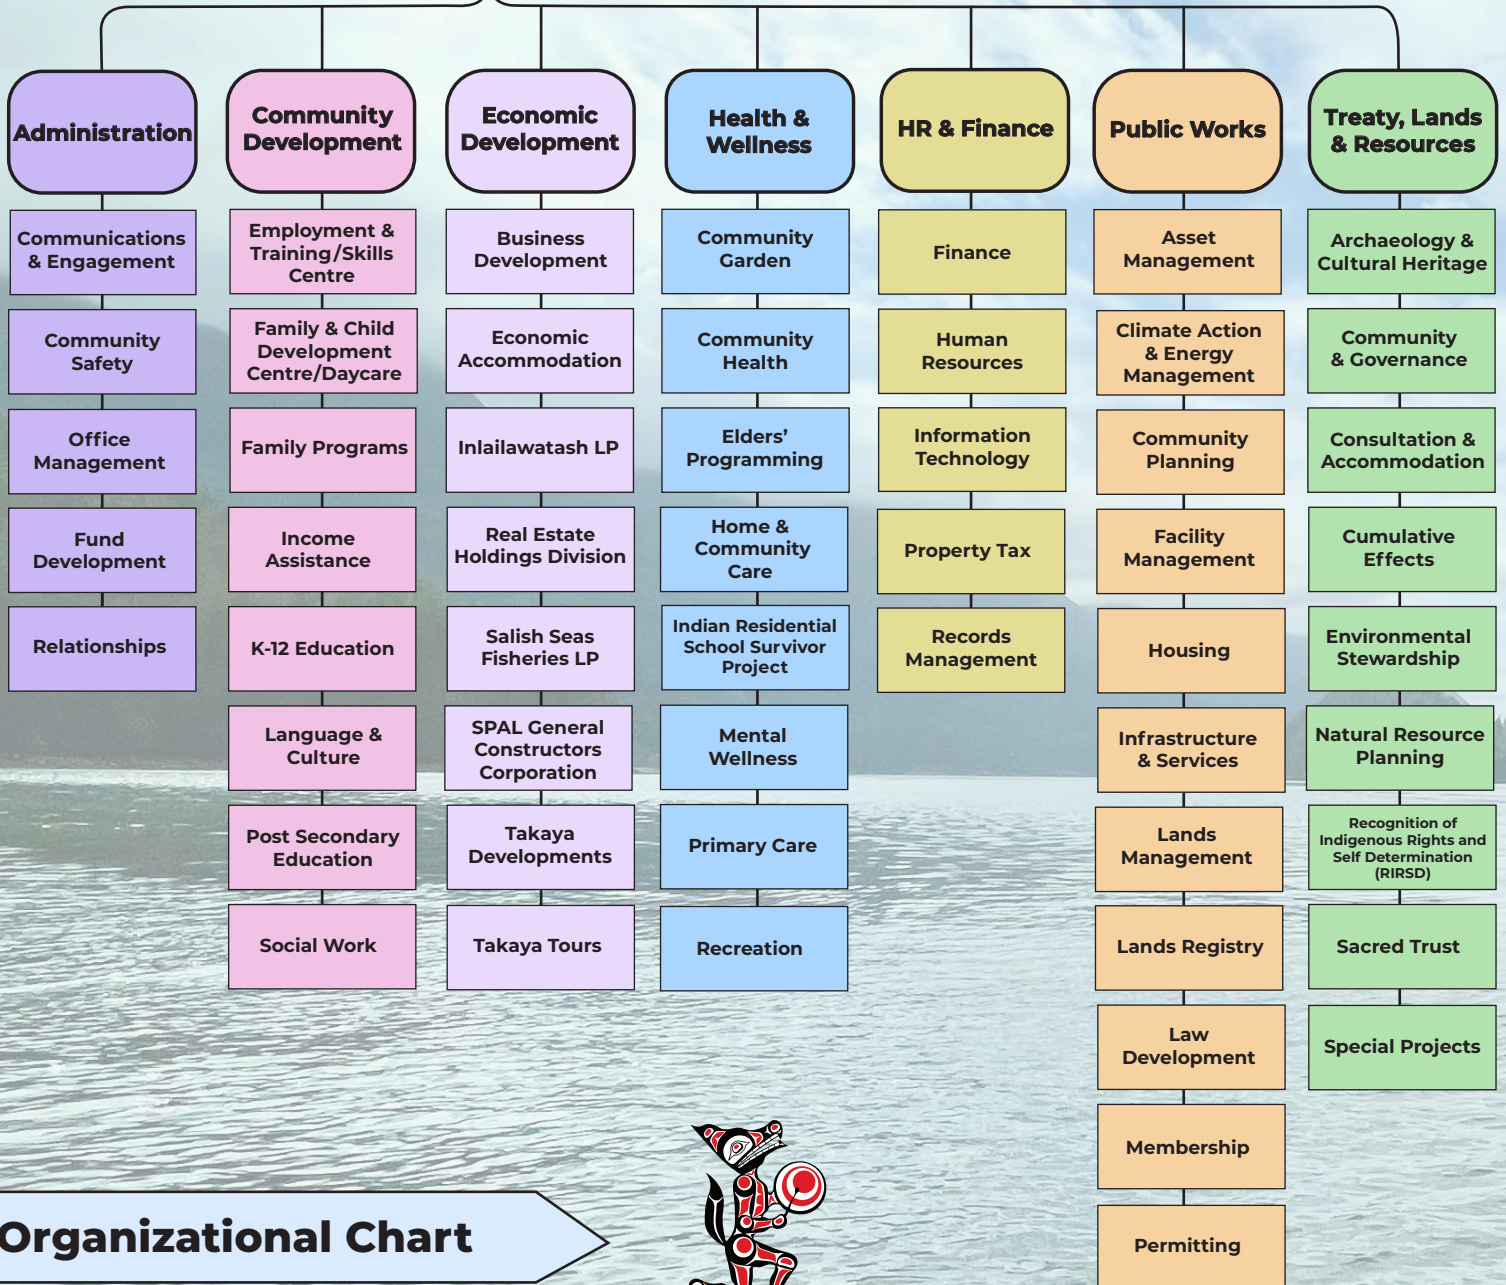 Administration
Communications
& Engagement
Community
Safety
Office
Management
Fund
Development
Relationships
Community
Development
Employment &
Training/Skills
Centre
Family & Child
Development
Centre/Daycare
Family Programs
Income
Assistance
K-12 Education
Language &
Culture
Post Secondary
Education
Social Work
Economic
Development
Business
Development
Economic
Accommodation
Inlailawatash LP
Real Estate
Holdings Division
Salish Seas
Fisheries LP
SPAL General
Constructors
Corporation
Takaya
Developments
Takaya Tours
Health &
Wellness
Community
Garden
Community
Health
Elders’
Programming
Home &
Community
Care
Indian Residential
School Survivor
Project
Mental
Wellness
Primary Care
Recreation
HR & Finance
Finance
Human
Resources
Information
Technology
Property Tax
Records
Management
Public Works
Asset
Management
Climate Action
& Energy
Management
Community
Planning
Facility
Management
Housing
Infrastructure
& Services
Lands
Management
Lands Registry
Law
Development
Membership
Permitting
Treaty, Lands
& Resources
Archaeology &
Cultural Heritage
Community
& Governance
Consultation &
Accommodation
Cumulative
Effects
Environmental
Stewardship
Natural Resource
Planning
Recognition of
Indigenous Rights and
Self Determination
(RIRSD)
Sacred Trust
Special Projects
Organizational Chart